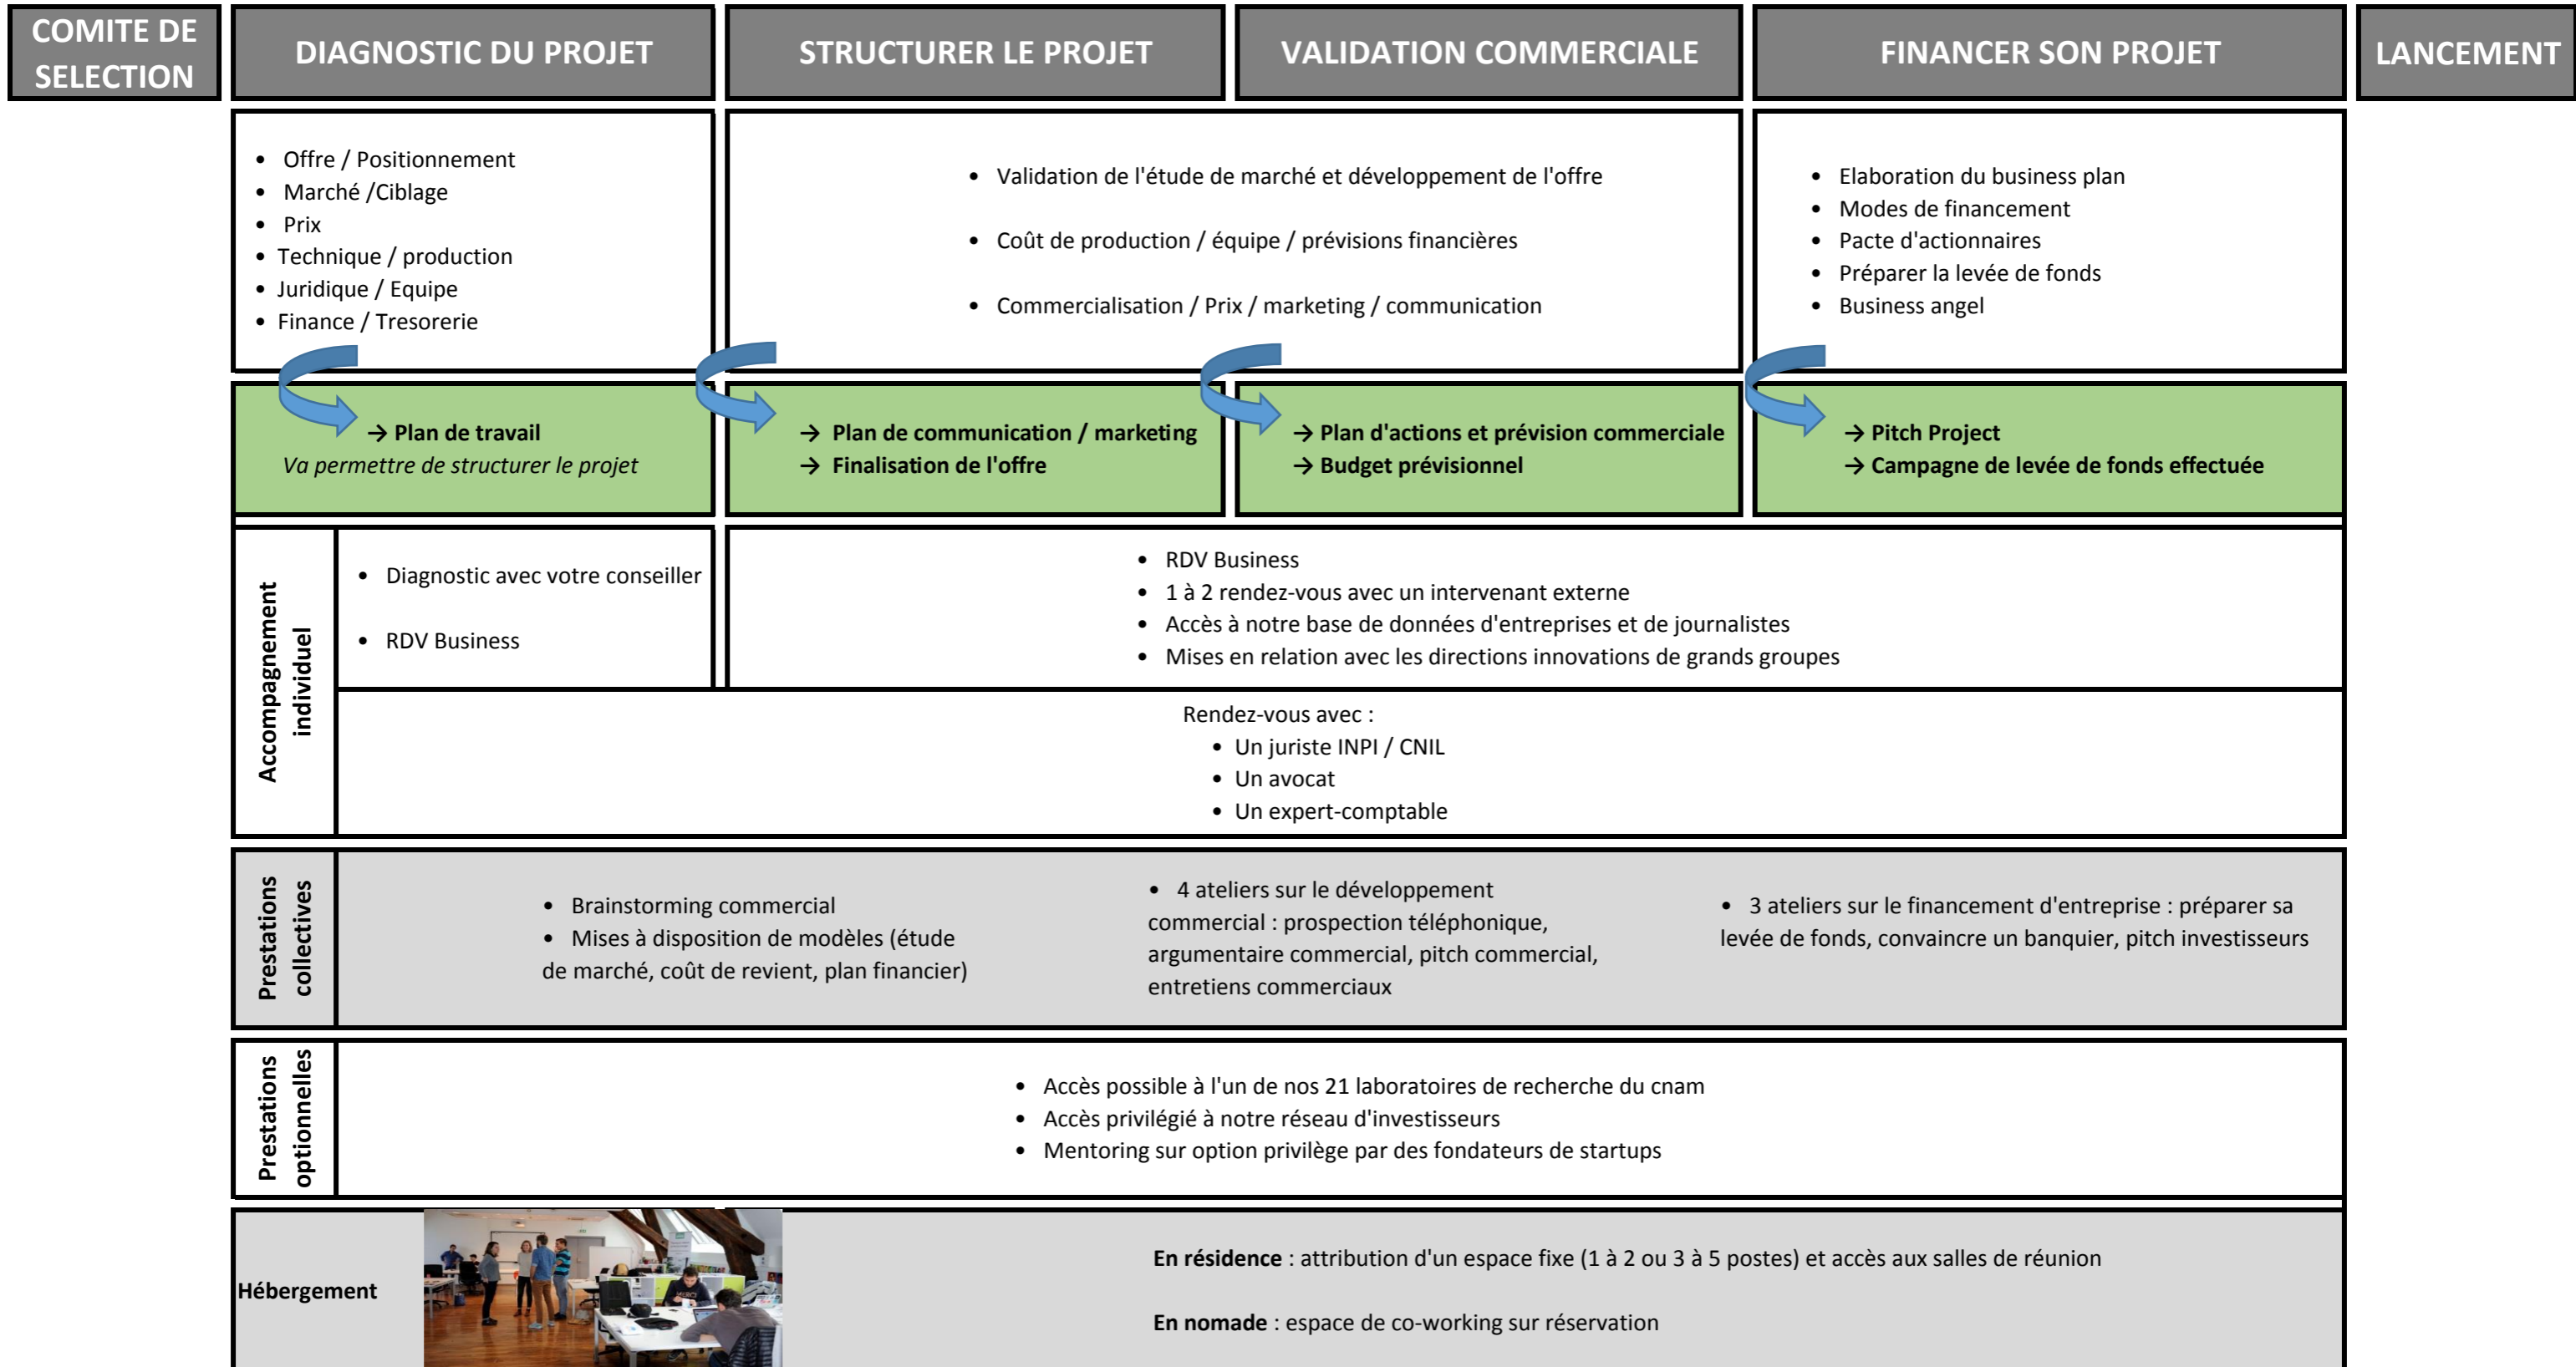 COMITE DE
SELECTION
DIAGNOSTIC DU PROJET
STRUCTURER LE PROJET
VALIDATION COMMERCIALE
FINANCER SON PROJET
LANCEMENT
• Offre / Positionnement
• Marché /Ciblage
• Prix
• Technique / production
• Juridique / Equipe
• Finance / Tresorerie
• Validation de l'étude de marché et développement de l'offre
• Coût de production / équipe / prévisions financières
• Commercialisation / Prix / marketing / communication
• Elaboration du business plan
• Modes de financement
• Pacte d'actionnaires
• Préparer la levée de fonds
• Business angel
→ Plan de travail
Va permettre de structurer le projet
→ Plan de communication / marketing
→ Finalisation de l'offre
→ Plan d'actions et prévision commerciale
→ Budget prévisionnel
→ Pitch Project
→ Campagne de levée de fonds effectuée
Accompagnement
individuel
• Diagnostic avec votre conseiller
• RDV Business
• RDV Business
• 1 à 2 rendez-vous avec un intervenant externe
• Accès à notre base de données d'entreprises et de journalistes
• Mises en relation avec les directions innovations de grands groupes
Rendez-vous avec :
• Un juriste INPI / CNIL
• Un avocat
• Un expert-comptable
Prestations
collectives
• Brainstorming commercial
• Mises à disposition de modèles (étude
de marché, coût de revient, plan financier)
• 4 ateliers sur le développement
commercial : prospection téléphonique,
argumentaire commercial, pitch commercial,
entretiens commerciaux
• 3 ateliers sur le financement d'entreprise : préparer sa
levée de fonds, convaincre un banquier, pitch investisseurs
Prestations
optionnelles
• Accès possible à l'un de nos 21 laboratoires de recherche du cnam
• Accès privilégié à notre réseau d'investisseurs
• Mentoring sur option privilège par des fondateurs de startups
Hébergement
En résidence : attribution d'un espace fixe (1 à 2 ou 3 à 5 postes) et accès aux salles de réunion
En nomade : espace de co-working sur réservation